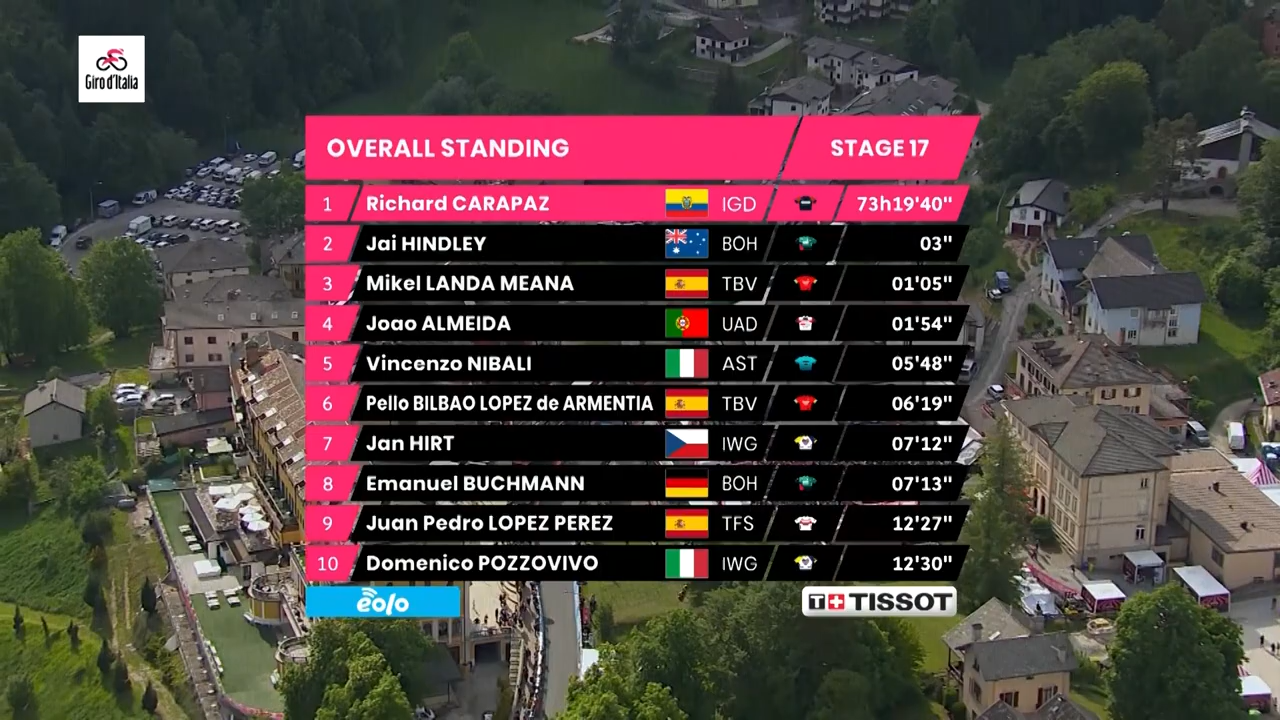 Giro d'Italia
OVERALL STANDING STAGE 17
1 Richard CARAPAZ IGD 73h19'40"
2 Jai HINDLEY BOH 03"
3 Mikel LANDA MEANA TBV 01'05"
4 Joao ALMEIDA UAD 01'54"
5 Vincenzo NIBALI AST 05'48"
6 Pello BILBAO LOPEZ de ARMENTIA TBV 06'19"
7 Jan HIRT IWG 07'12"
8 Emanuel BUCHMANN BOH 07'13"
9 Juan Pedro LOPEZ PEREZ TFS 12'27"
10 Domenico POZZOVIVO IWG 12'30"
eolo T+ TISSOT